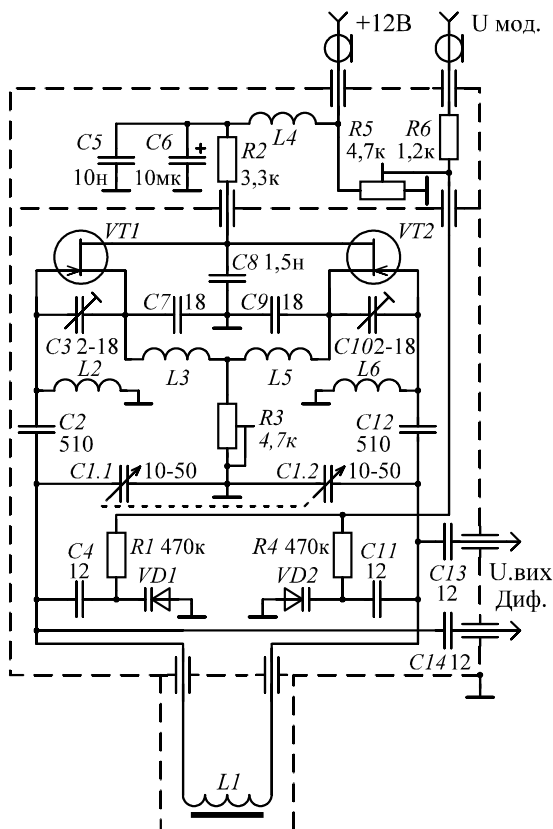 +12В U мод.
C5 C6 + R2 L4 R5 R6
10н 10мк 3,3к 4,7к 1,2к
VT1 VT2
C8 1,5н
C7 18 C9 18
C3 2-18 C10 2-18
L2 L3 L5 L6
C2 R3 C12
510 4,7к 510
C1.1 10-50 C1.2 10-50
C4 R1 470к R4 470к C11
12 VD1 VD2 12
C13 U.вих
12 Диф.
C14 12
L1